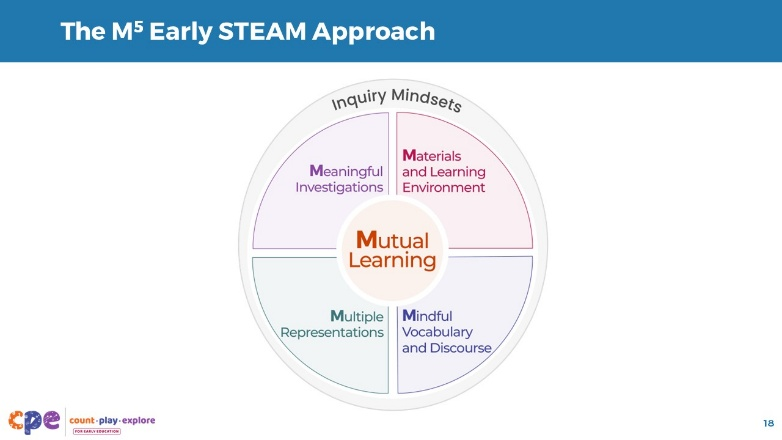 The M⁵ Early STEAM Approach
Inquiry Mindsets
Meaningful
Investigations
Materials
and Learning
Environment
Mutual
Learning
Multiple
Representations
Mindful
Vocabulary
and Discourse
cpe
count·play·explore
FOR EARLY EDUCATION
18